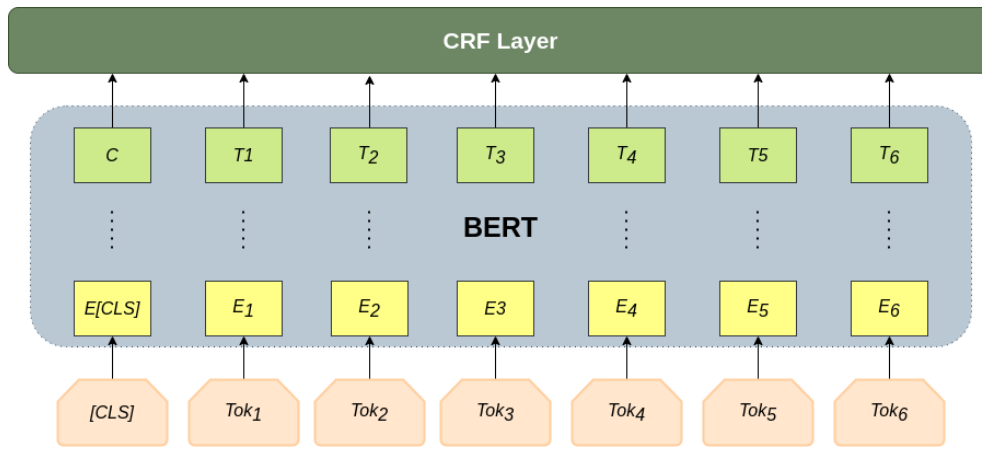 CRF Layer
C T1 T2 T3 T4 T5 T6
BERT
E[CLS] E1 E2 E3 E4 E5 E6
[CLS] Tok1 Tok2 Tok3 Tok4 Tok5 Tok6